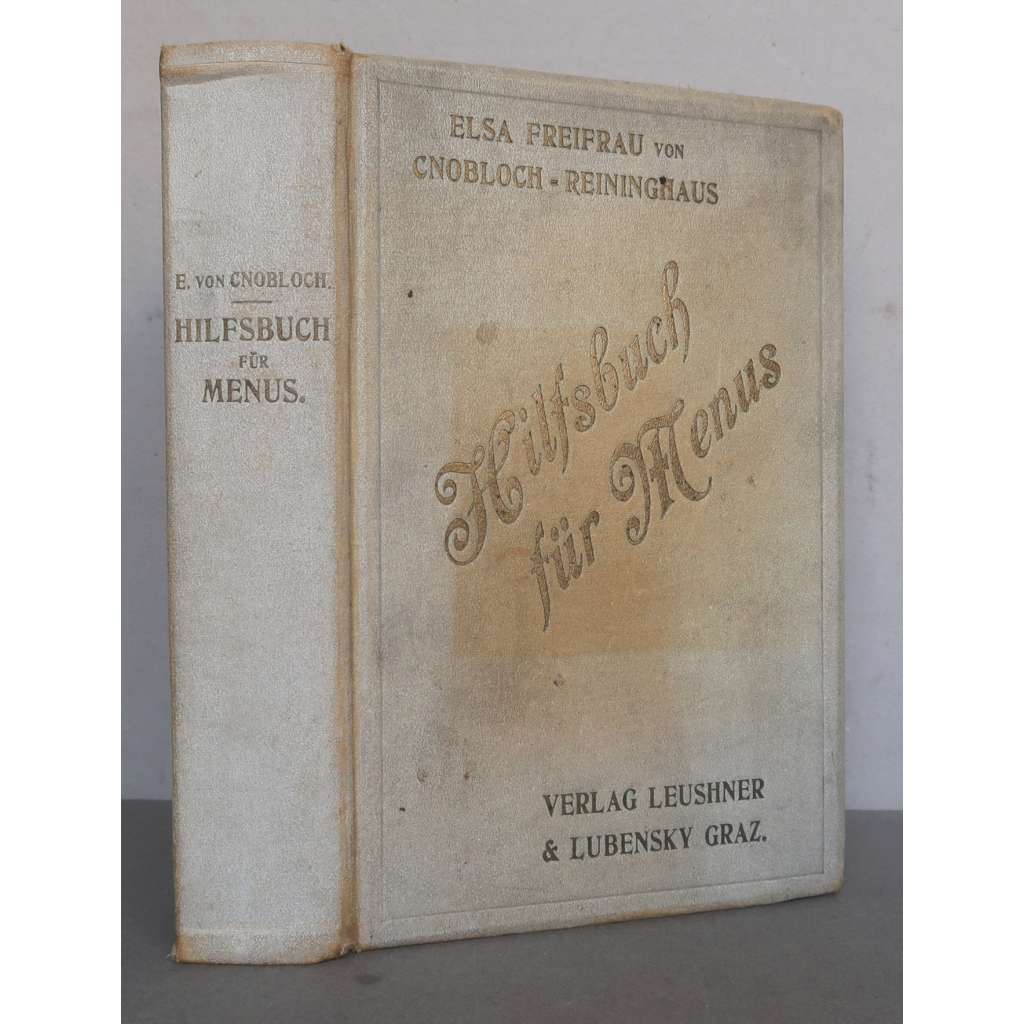 E. VON CNOBLOCH.
HILFSBUCH
FÜR
MENUS.
ELSA FREIFRAU VON
CNOBLOCH-REININGHAUS
Hilfsbuch
für Menus
VERLAG LEUSHNER
& LUBENSKY GRAZ.